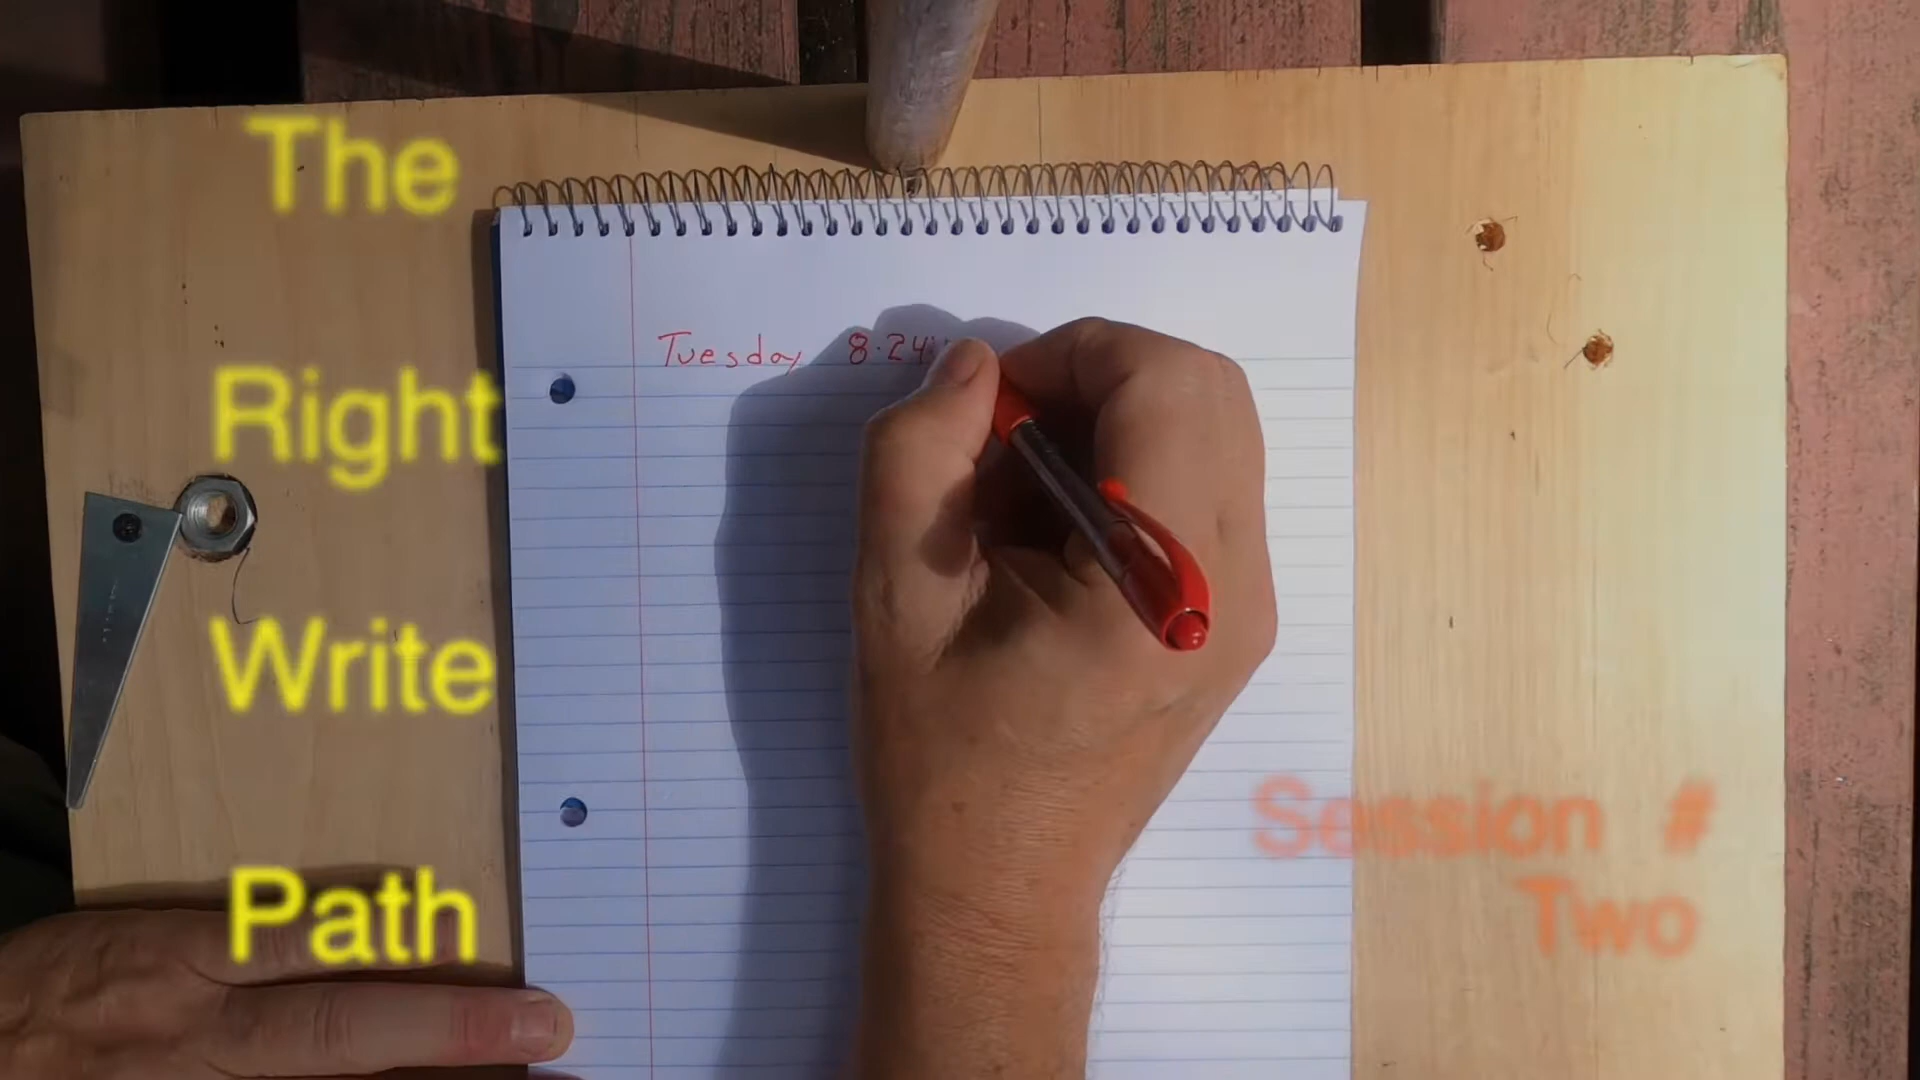 The
Right
Write
Path
Tuesday 8.24
Session #
Two